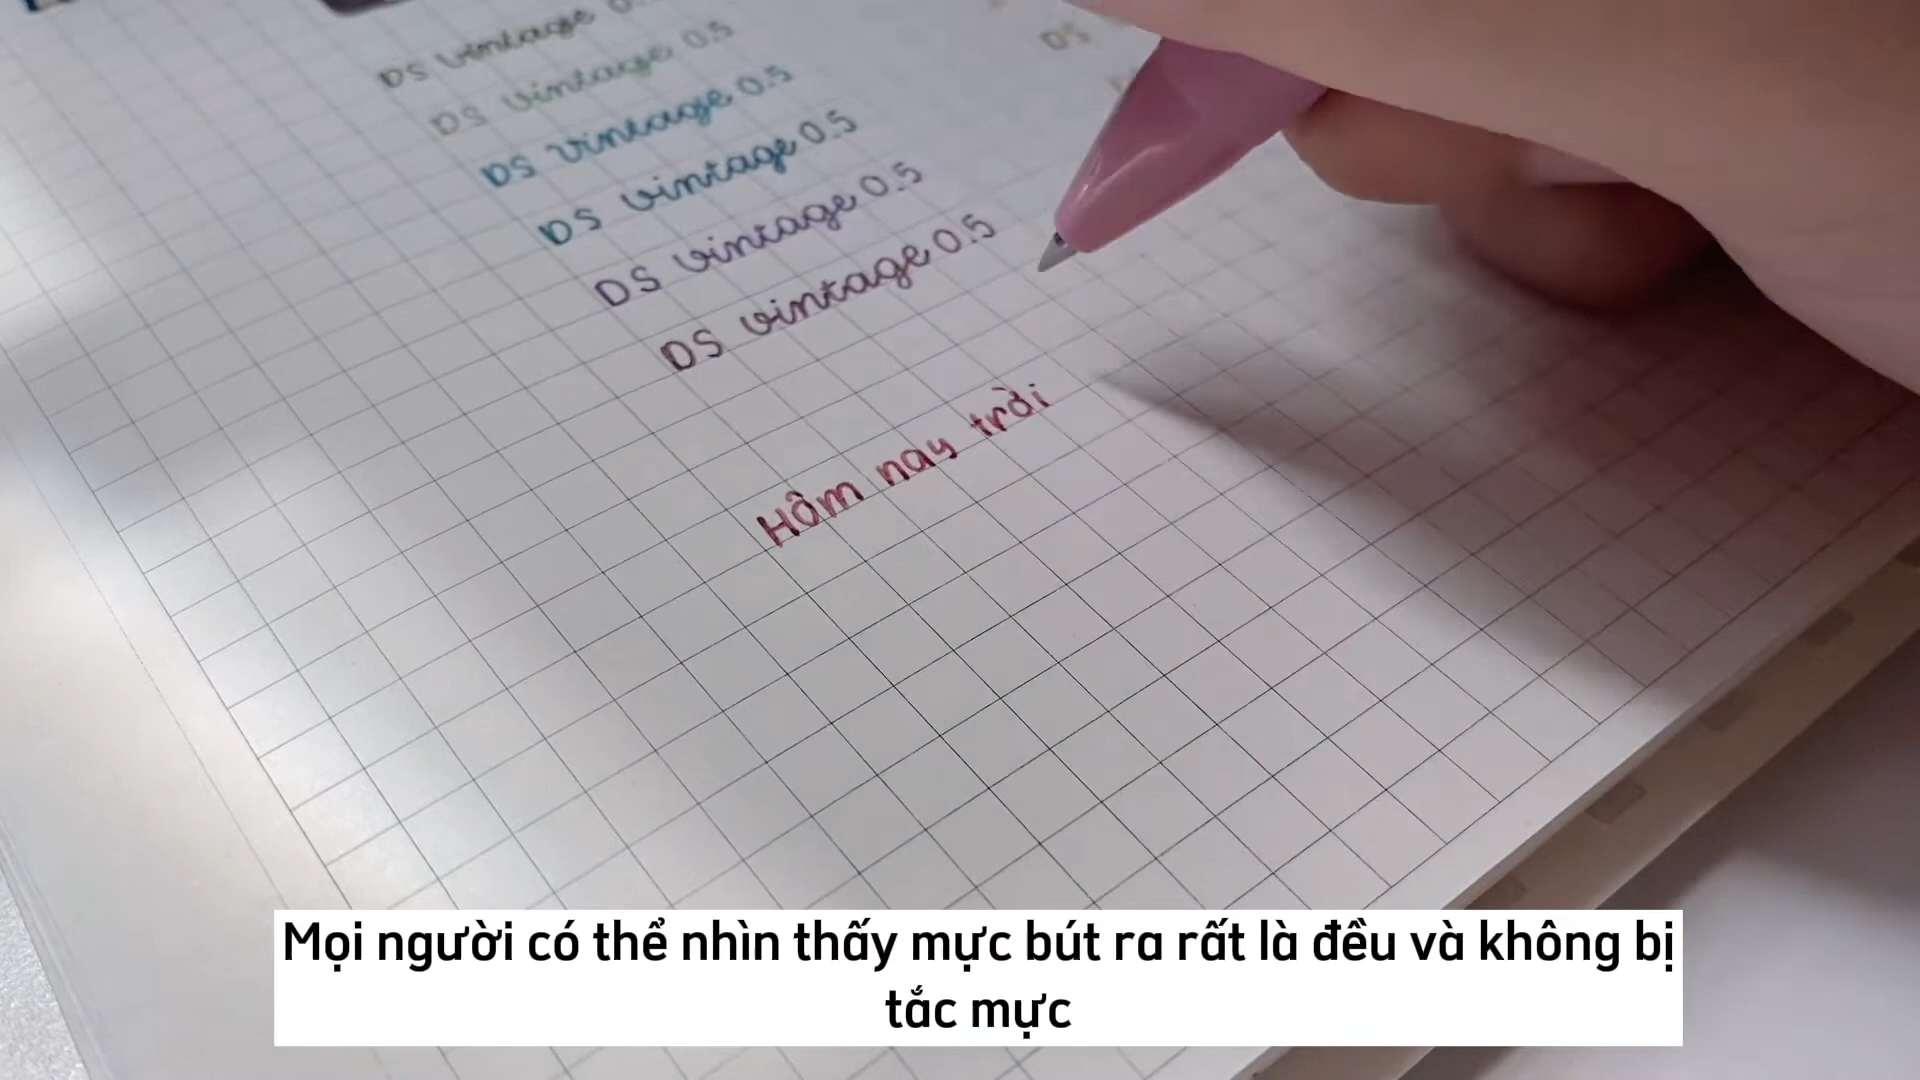 DS vintage
DS vintage 0.5
DS vintage 0.5
DS vintage 0.5
DS vintage 0.5
DS vintage 0.5
DS
Hôm nay trời
Mọi người có thể nhìn thấy mực bút ra rất là đều và không bị
tắc mực